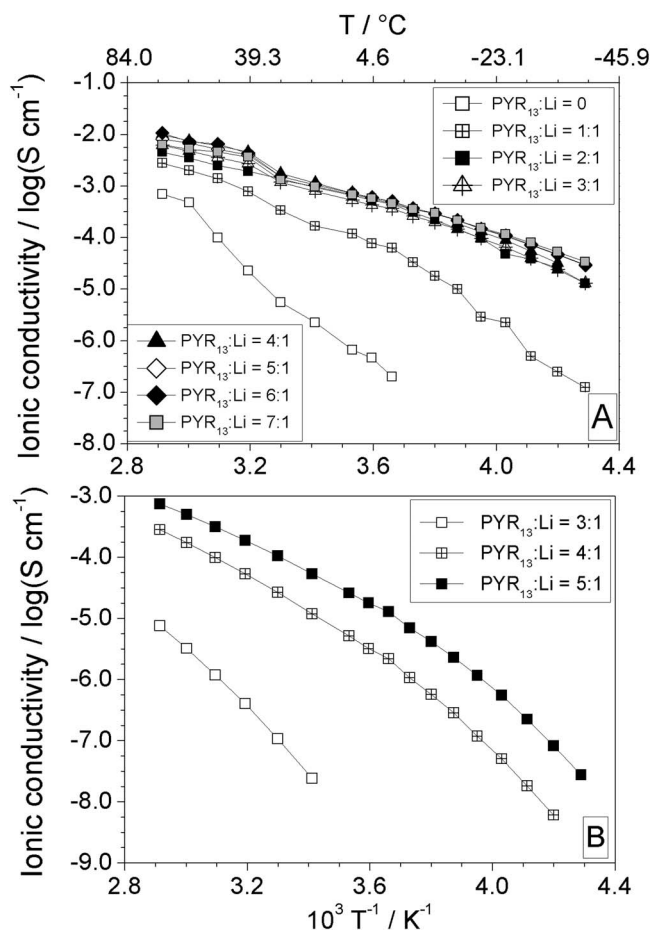 T / °C
84.0 39.3 4.6 -23.1 -45.9
-1.0
-2.0
-3.0
-4.0
-5.0
-6.0
-7.0
-8.0
Ionic conductivity / log(S cm⁻¹)
PYR₁₃:Li = 0
PYR₁₃:Li = 1:1
PYR₁₃:Li = 2:1
PYR₁₃:Li = 3:1
PYR₁₃:Li = 4:1
PYR₁₃:Li = 5:1
PYR₁₃:Li = 6:1
PYR₁₃:Li = 7:1
A
2.8 3.2 3.6 4.0 4.4
-3.0
-4.0
-5.0
-6.0
-7.0
-8.0
-9.0
Ionic conductivity / log(S cm⁻¹)
PYR₁₃:Li = 3:1
PYR₁₃:Li = 4:1
PYR₁₃:Li = 5:1
B
2.8 3.2 3.6 4.0 4.4
10³ T⁻¹ / K⁻¹